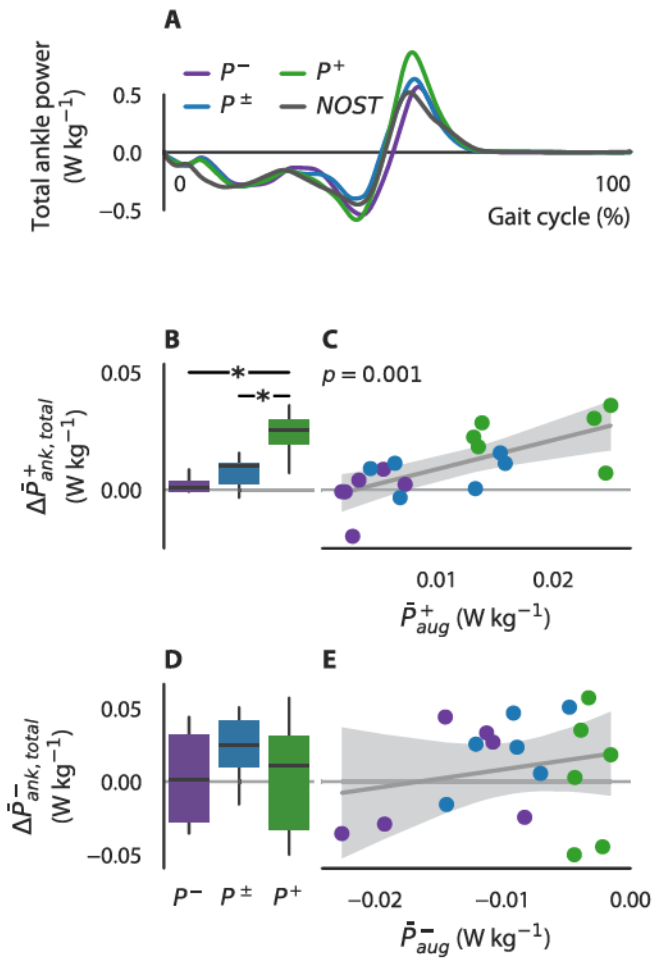 A
Total ankle power
(W kg⁻¹)
P⁻
P⁺
P±
NOST
0.5
0.0
−0.5
0
100
Gait cycle (%)
B
C
ΔP̄⁺ank, total
(W kg⁻¹)
0.05
0.00
*
*
p = 0.001
0.01
0.02
P̄⁺aug (W kg⁻¹)
D
E
ΔP̄⁻ank, total
(W kg⁻¹)
0.05
0.00
−0.05
P⁻
P±
P⁺
−0.02
−0.01
0.00
P̄⁻aug (W kg⁻¹)